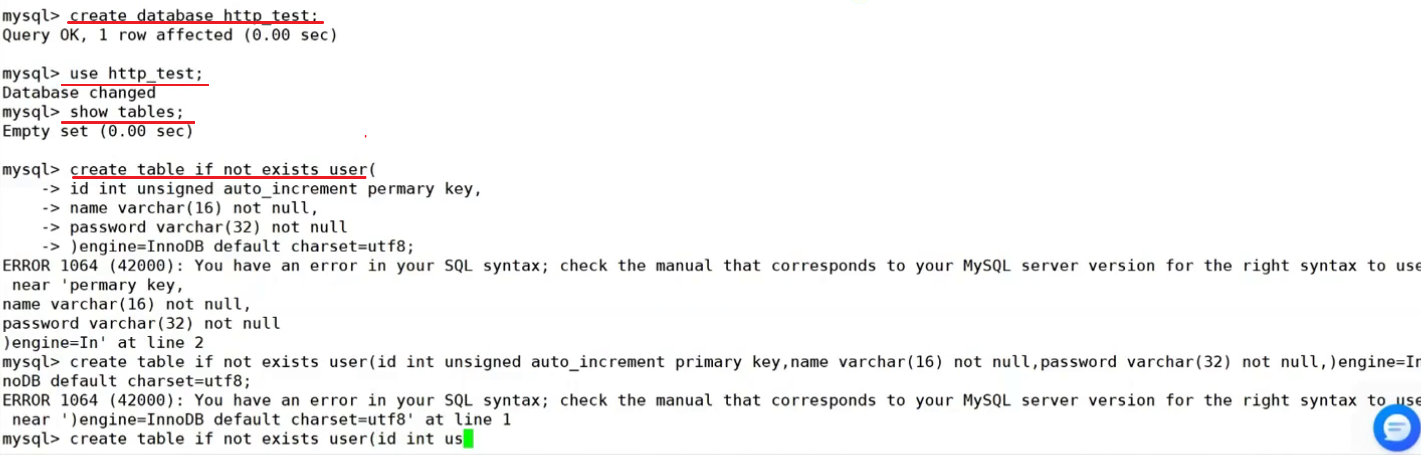 mysql> create database http_test;
Query OK, 1 row affected (0.00 sec)
mysql> use http_test;
Database changed
mysql> show tables;
Empty set (0.00 sec)
mysql> create table if not exists user(
    -> id int unsigned auto_increment permary key,
    -> name varchar(16) not null,
    -> password varchar(32) not null
    -> )engine=InnoDB default charset=utf8;
ERROR 1064 (42000): You have an error in your SQL syntax; check the manual that corresponds to your MySQL server version for the right syntax to use
 near 'permary key,
name varchar(16) not null,
password varchar(32) not null
)engine=In' at line 2
mysql> create table if not exists user(id int unsigned auto_increment primary key,name varchar(16) not null,password varchar(32) not null,)engine=In
noDB default charset=utf8;
ERROR 1064 (42000): You have an error in your SQL syntax; check the manual that corresponds to your MySQL server version for the right syntax to use
 near ')engine=InnoDB default charset=utf8' at line 1
mysql> create table if not exists user(id int us